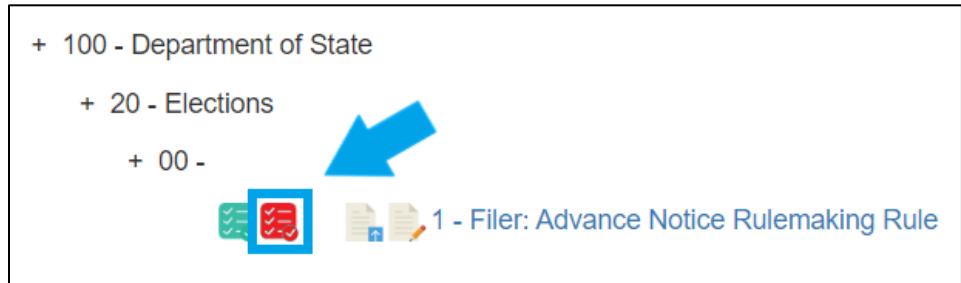 + 100 - Department of State
+ 20 - Elections
+ 00 -
1 - Filer: Advance Notice Rulemaking Rule